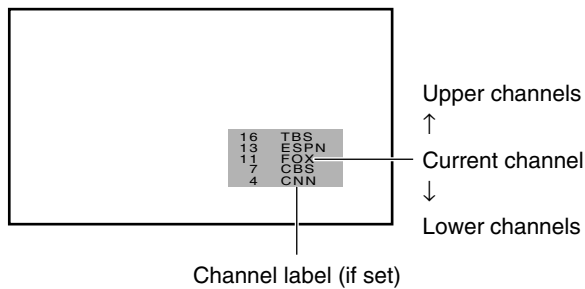 16 TBS
13 ESPN
11 FOX
7 CBS
4 CNN
Upper channels
↑
Current channel
↓
Lower channels
Channel label (if set)